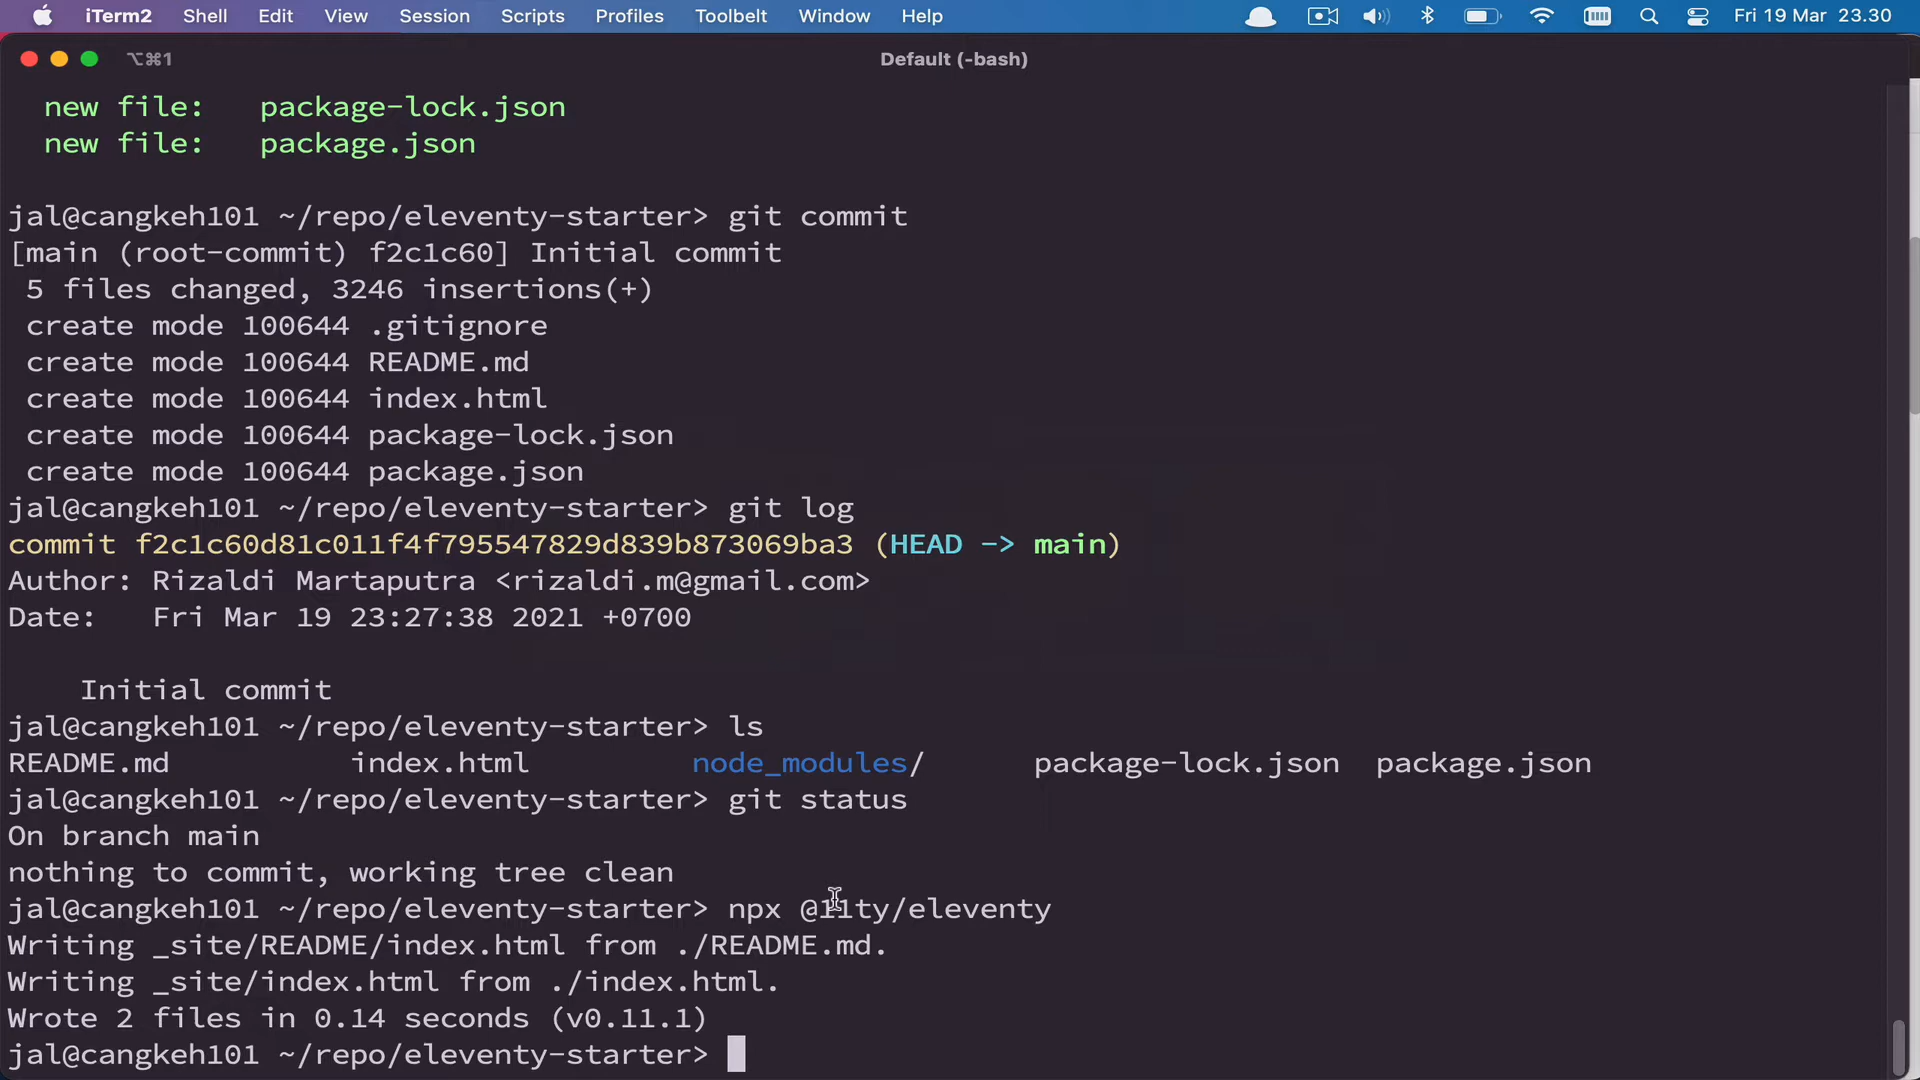 iTerm2 Shell Edit View Session Scripts Profiles Toolbelt Window Help Fri 19 Mar 23.30
⌥⌘1 Default (-bash)
new file: package-lock.json
new file: package.json
jal@cangkeh101 ~/repo/eleventy-starter> git commit
[main (root-commit) f2c1c60] Initial commit
5 files changed, 3246 insertions(+)
create mode 100644 .gitignore
create mode 100644 README.md
create mode 100644 index.html
create mode 100644 package-lock.json
create mode 100644 package.json
jal@cangkeh101 ~/repo/eleventy-starter> git log
commit f2c1c60d81c011f4f795547829d839b873069ba3 (HEAD -> main)
Author: Rizaldi Martaputra <rizaldi.m@gmail.com>
Date: Fri Mar 19 23:27:38 2021 +0700
Initial commit
jal@cangkeh101 ~/repo/eleventy-starter> ls
README.md index.html node_modules/ package-lock.json package.json
jal@cangkeh101 ~/repo/eleventy-starter> git status
On branch main
nothing to commit, working tree clean
jal@cangkeh101 ~/repo/eleventy-starter> npx @11ty/eleventy
Writing _site/README/index.html from ./README.md.
Writing _site/index.html from ./index.html.
Wrote 2 files in 0.14 seconds (v0.11.1)
jal@cangkeh101 ~/repo/eleventy-starter>